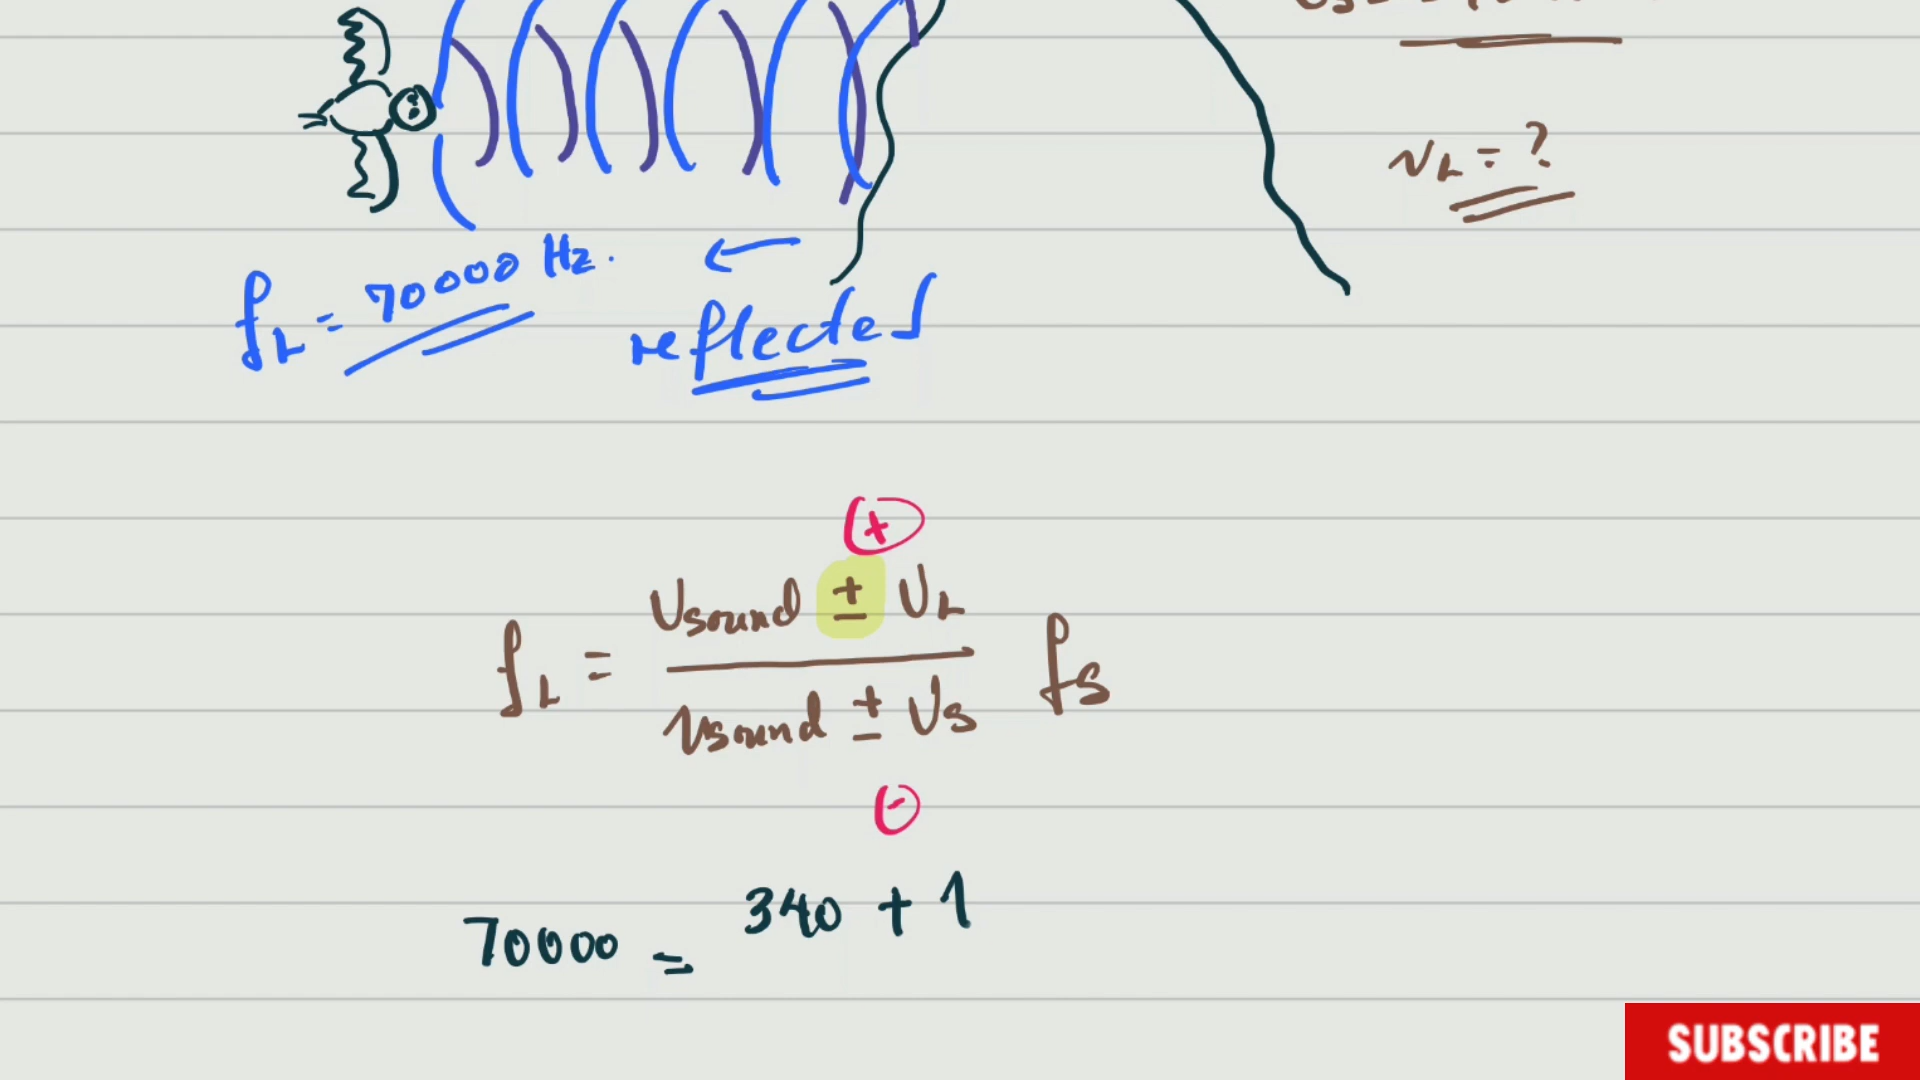 v_L = ?
f_L = 70000 Hz.
reflected
+
f_L = (v_sound ± v_L) / (v_sound ± v_s) f_s
-
70000 = 340 + 1
SUBSCRIBE